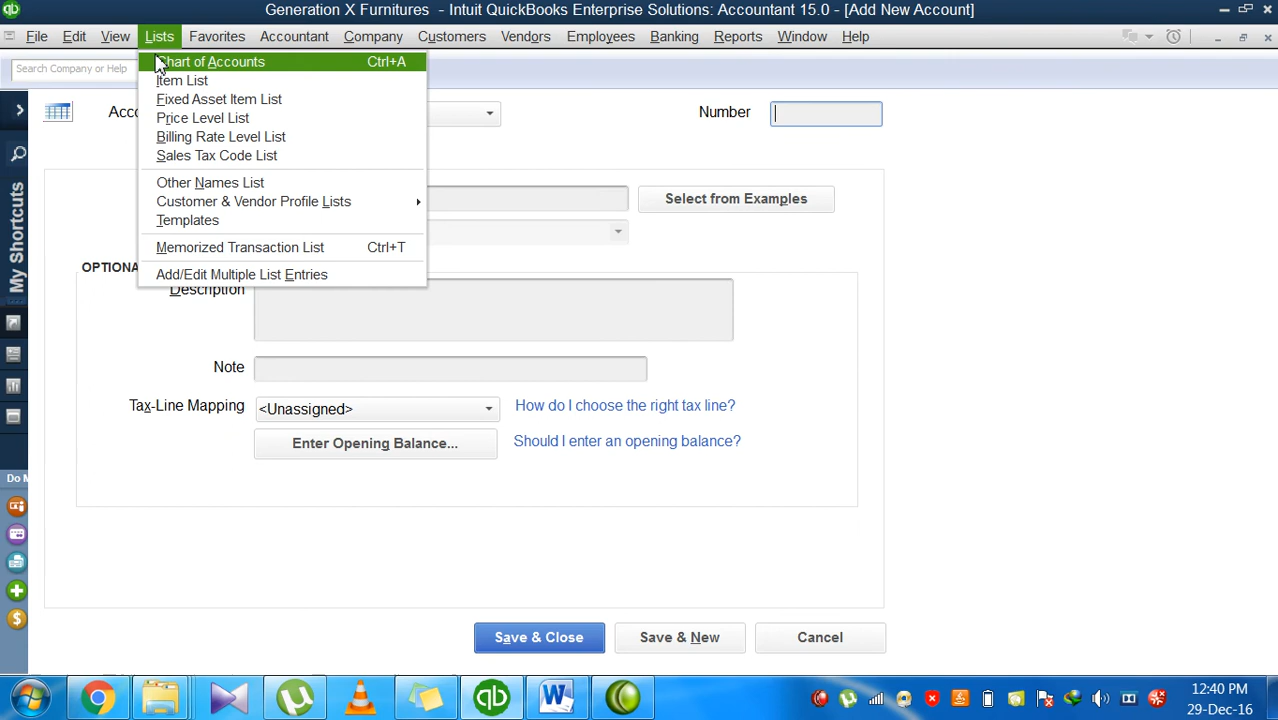 Generation X Furnitures - Intuit QuickBooks Enterprise Solutions: Accountant 15.0 - [Add New Account]
File Edit View Lists Favorites Accountant Company Customers Vendors Employees Banking Reports Window Help
Search Company or Help
Chart of Accounts Ctrl+A
Item List
Fixed Asset Item List
Price Level List
Billing Rate Level List
Sales Tax Code List
Other Names List
Customer & Vendor Profile Lists
Templates
Memorized Transaction List Ctrl+T
Add/Edit Multiple List Entries
Number
Select from Examples
OPTIONA
Description
Note
Tax-Line Mapping <Unassigned> How do I choose the right tax line?
Enter Opening Balance... Should I enter an opening balance?
Save & Close Save & New Cancel
My Shortcuts
Do M
12:40 PM
29-Dec-16